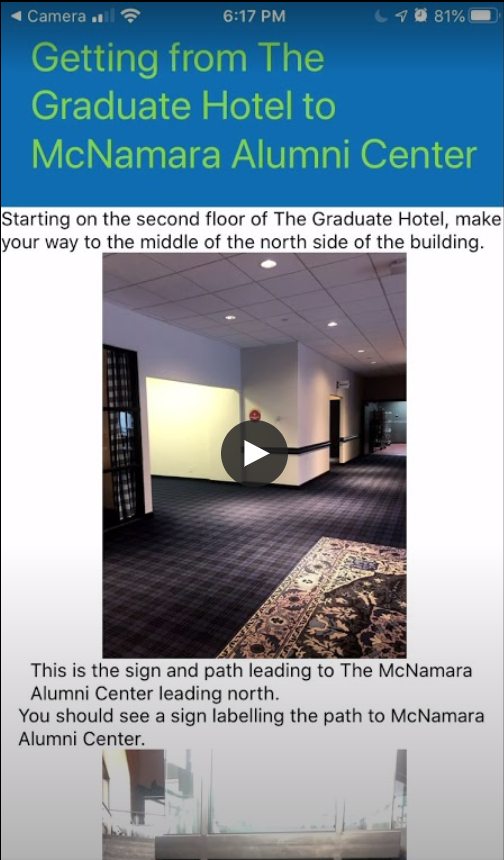 Camera
6:17 PM
81%
Getting from The
Graduate Hotel to
McNamara Alumni Center
Starting on the second floor of The Graduate Hotel, make
your way to the middle of the north side of the building.
This is the sign and path leading to The McNamara
Alumni Center leading north.
You should see a sign labelling the path to McNamara
Alumni Center.